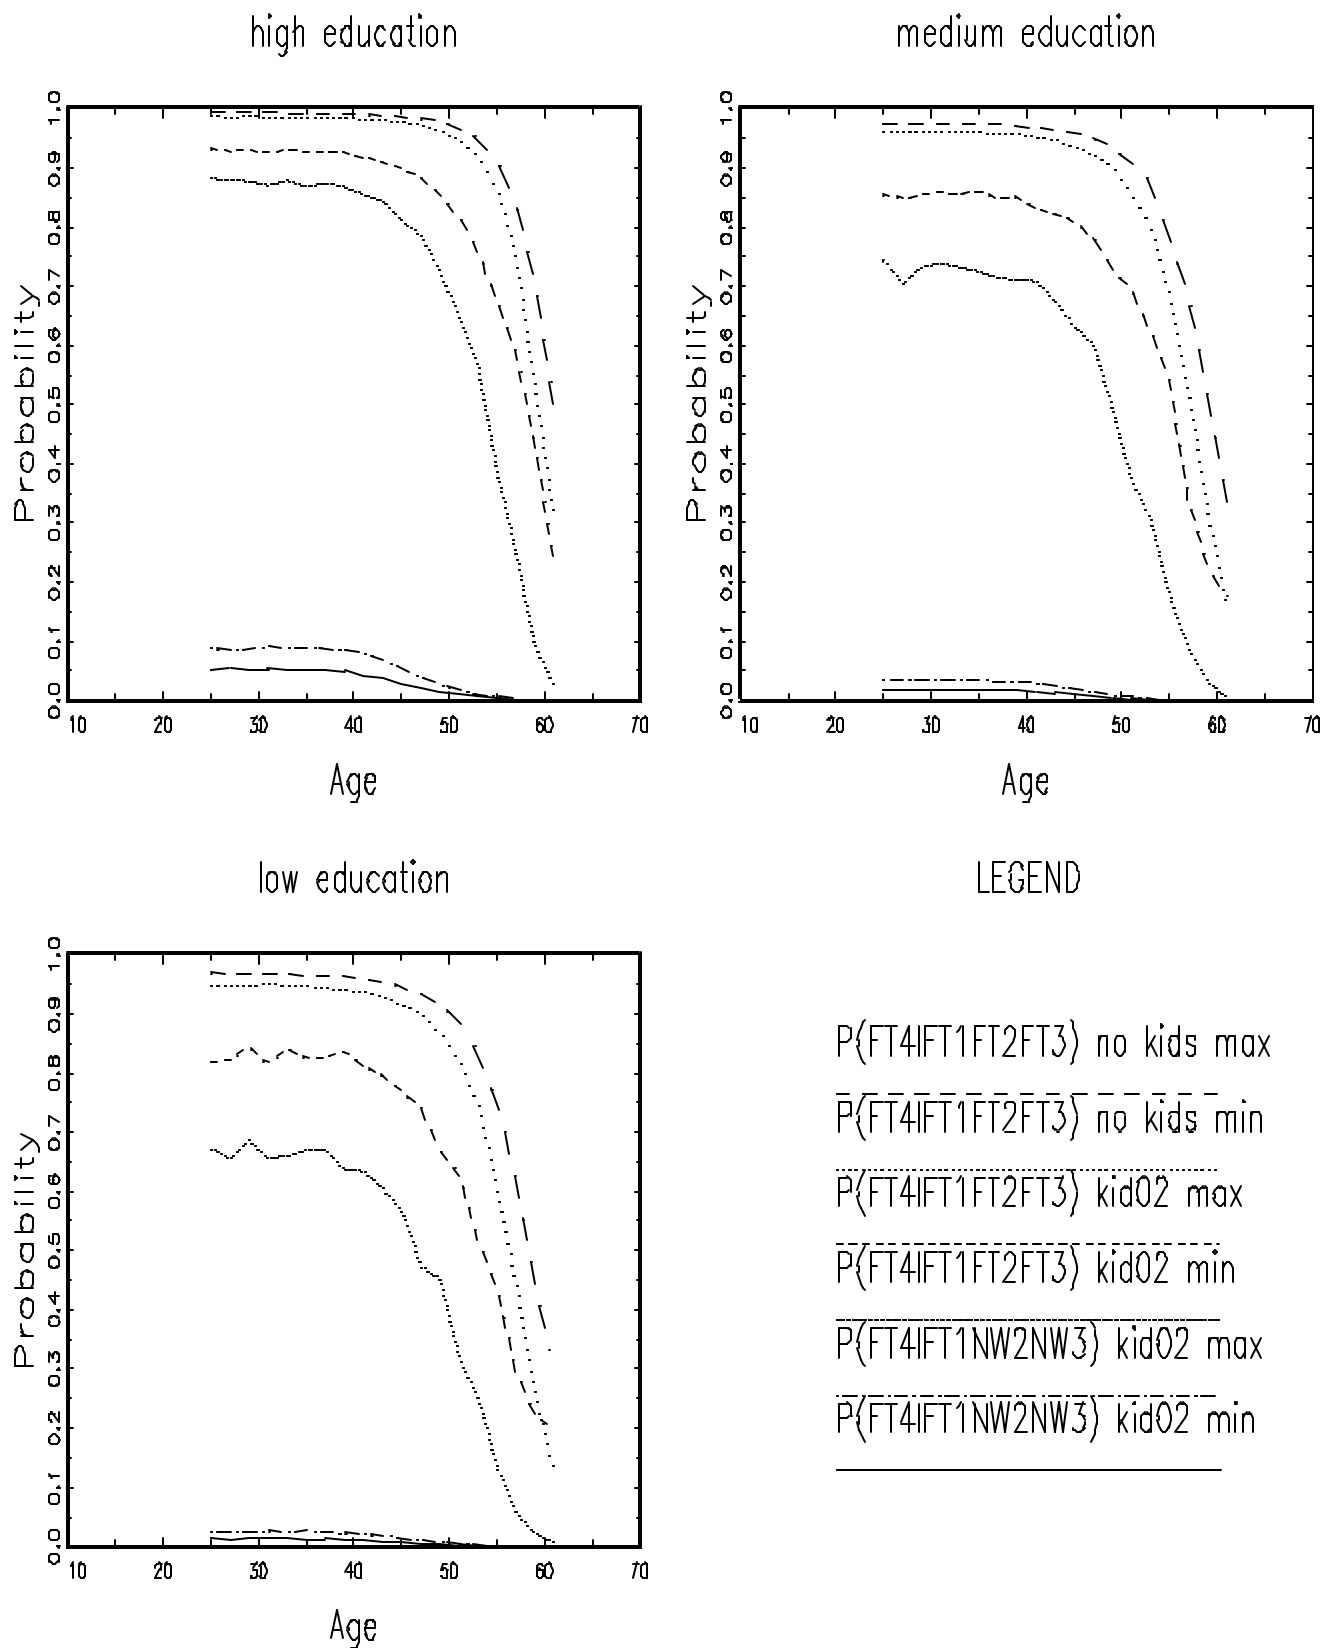 high education
Probability
1.0
0.9
0.8
0.7
0.6
0.5
0.4
0.3
0.2
0.1
0.0
10 20 30 40 50 60 70
Age
medium education
Probability
1.0
0.9
0.8
0.7
0.6
0.5
0.4
0.3
0.2
0.1
0.0
10 20 30 40 50 60 70
Age
low education
Probability
1.0
0.9
0.8
0.7
0.6
0.5
0.4
0.3
0.2
0.1
0.0
10 20 30 40 50 60 70
Age
LEGEND
P(FT4|FT1FT2FT3) no kids max
P(FT4|FT1FT2FT3) no kids min
P(FT4|FT1FT2FT3) kid02 max
P(FT4|FT1FT2FT3) kid02 min
P(FT4|FT1NW2NW3) kid02 max
P(FT4|FT1NW2NW3) kid02 min